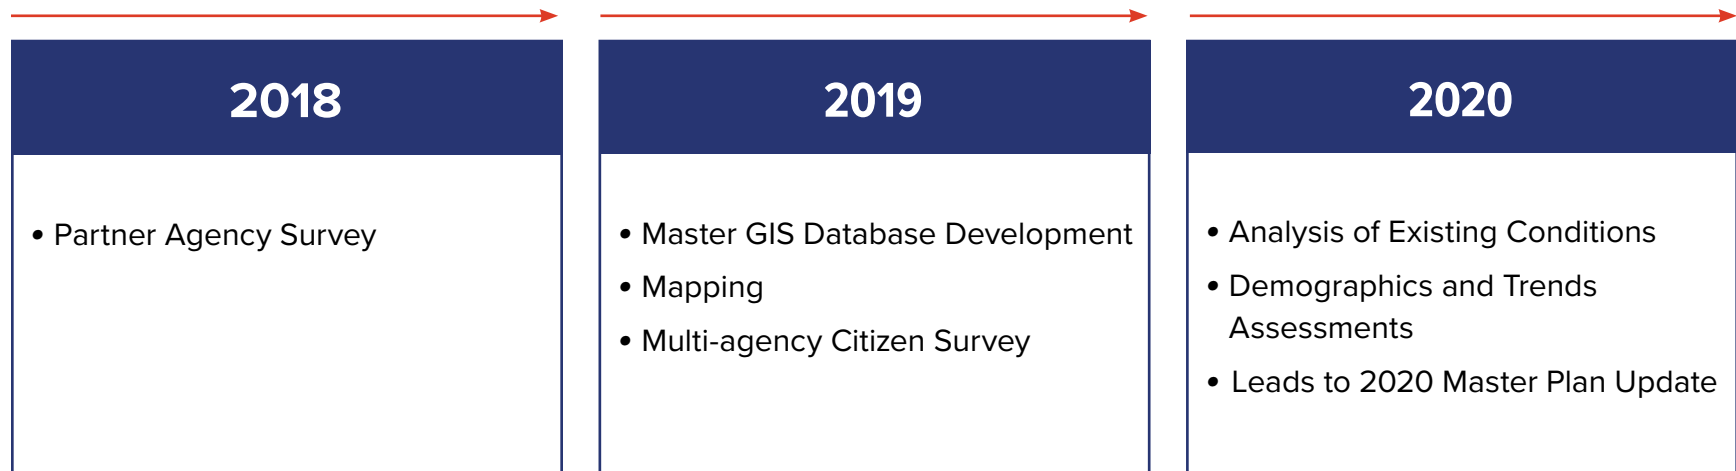 2018
• Partner Agency Survey
2019
• Master GIS Database Development
• Mapping
• Multi-agency Citizen Survey
2020
• Analysis of Existing Conditions
• Demographics and Trends
Assessments
• Leads to 2020 Master Plan Update